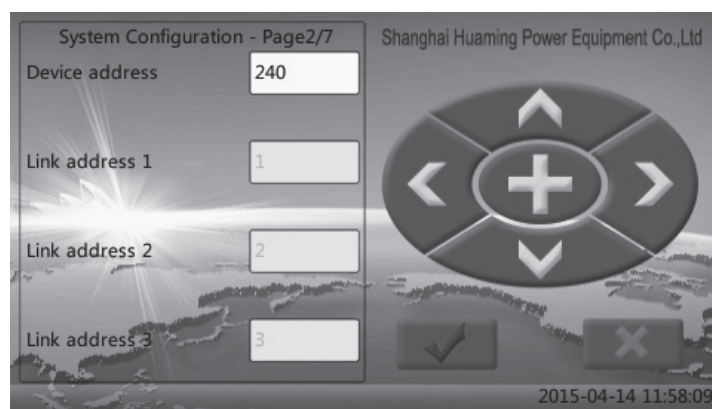 System Configuration - Page2/7
Shanghai Huaming Power Equipment Co.,Ltd
Device address 240
Link address 1 1
Link address 2 2
Link address 3 3
2015-04-14 11:58:09